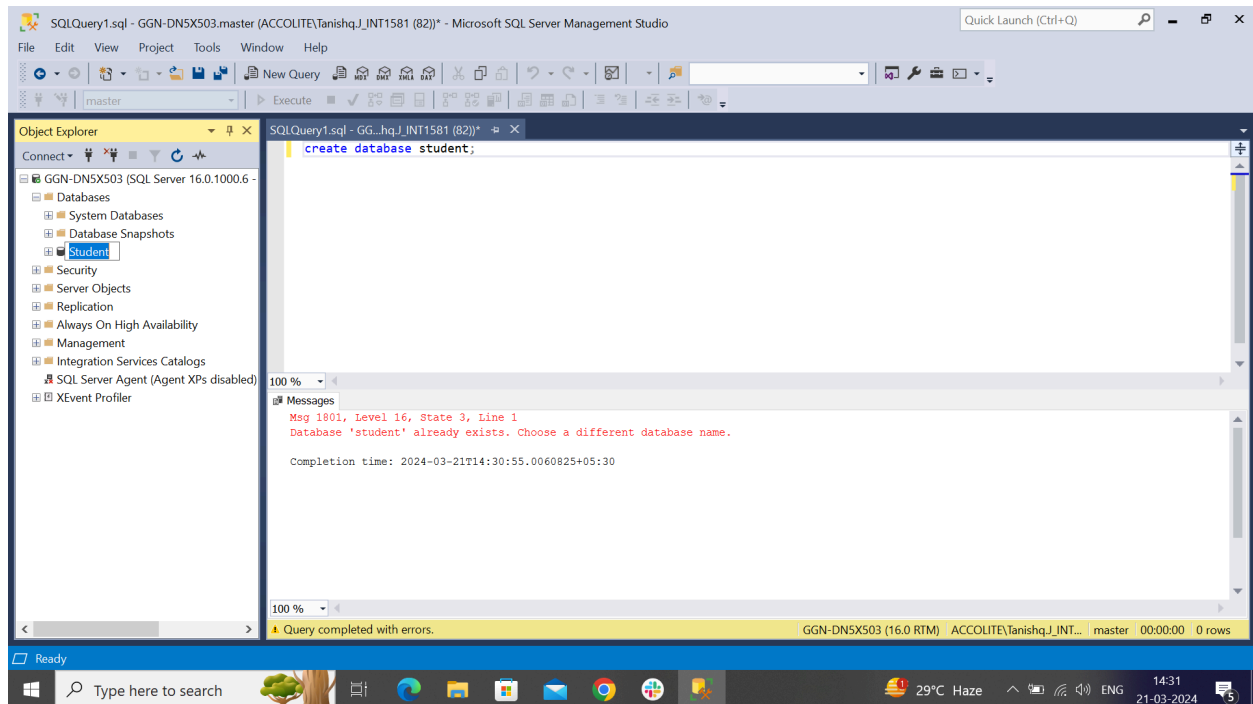 SQLQuery1.sql - GGN-DN5X503.master (ACCOLITE\Tanishq.J_INT1581 (82))* - Microsoft SQL Server Management Studio
Quick Launch (Ctrl+Q)
File Edit View Project Tools Window Help
New Query MDX DMX XMLA DAX
master Execute
Object Explorer
SQLQuery1.sql - GG...hq.J_INT1581 (82))*
Connect
create database student;
GGN-DN5X503 (SQL Server 16.0.1000.6 -
Databases
System Databases
Database Snapshots
Student
Security
Server Objects
Replication
Always On High Availability
Management
Integration Services Catalogs
SQL Server Agent (Agent XPs disabled)
XEvent Profiler
100 %
Messages
Msg 1801, Level 16, State 3, Line 1
Database 'student' already exists. Choose a different database name.
Completion time: 2024-03-21T14:30:55.0060825+05:30
100 %
Query completed with errors.
GGN-DN5X503 (16.0 RTM) ACCOLITE\Tanishq.J_INT... master 00:00:00 0 rows
Ready
Type here to search
1
29°C Haze
ENG
14:31
21-03-2024
5